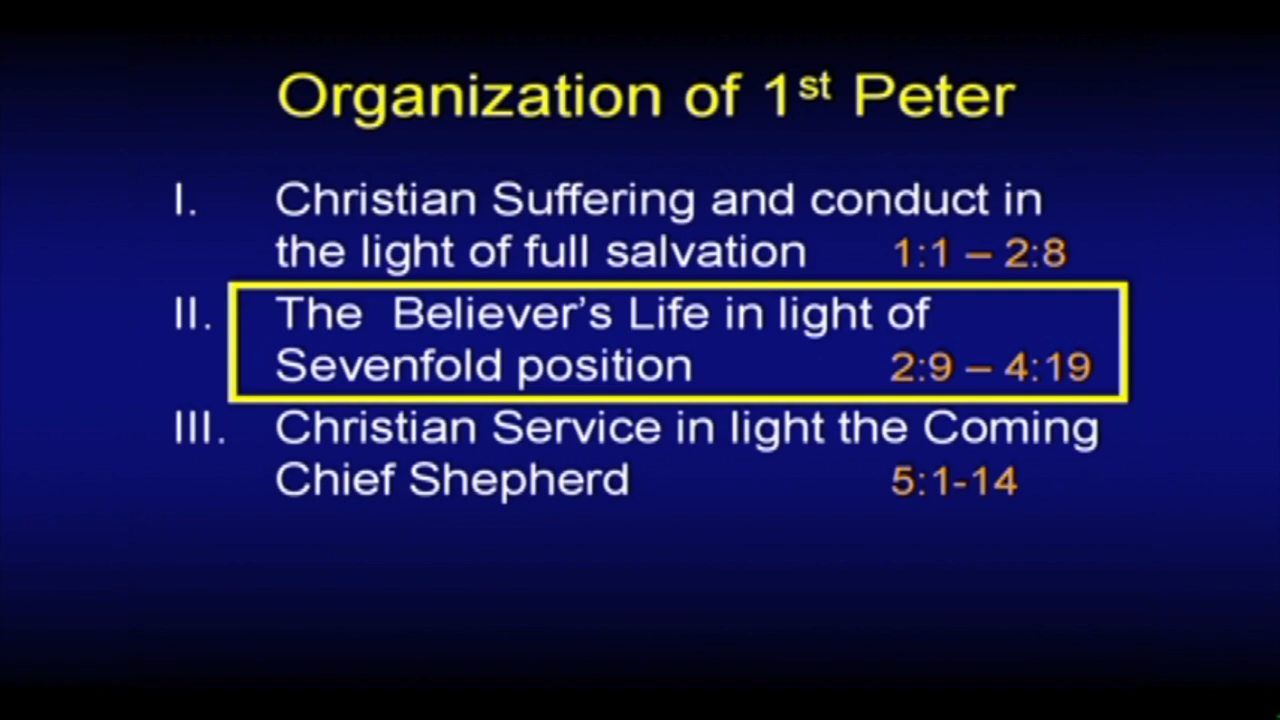 Organization of 1st Peter
I. Christian Suffering and conduct in
the light of full salvation 1:1 – 2:8
II. The  Believer’s Life in light of
Sevenfold position 2:9 – 4:19
III. Christian Service in light the Coming
Chief Shepherd 5:1-14